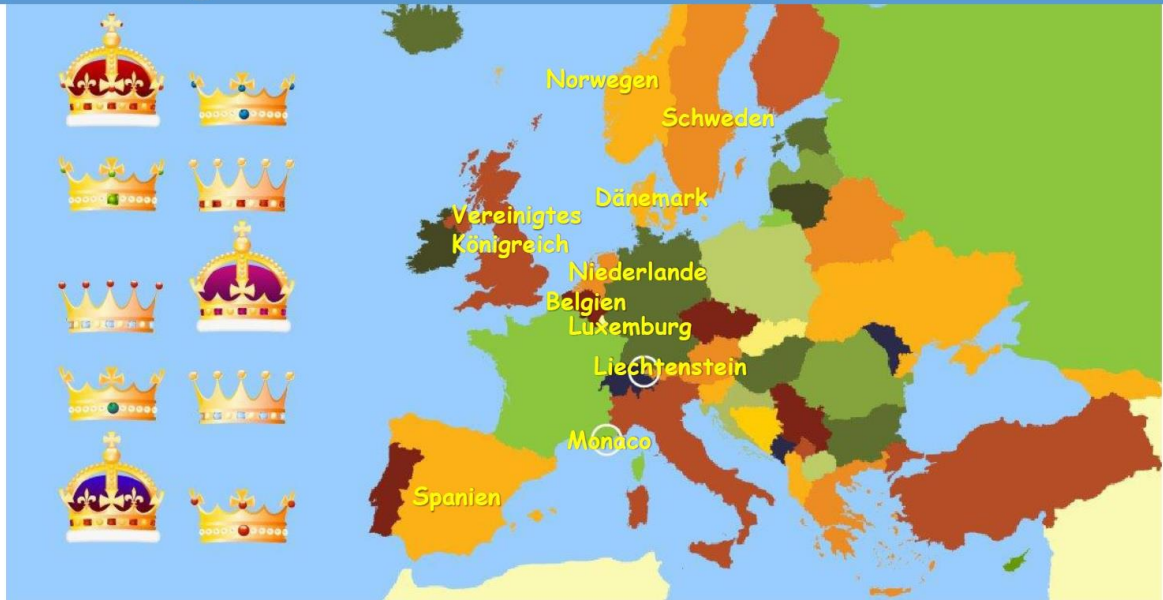 Norwegen
Schweden
Dänemark
Vereinigtes
Königreich
Niederlande
Belgien
Luxemburg
Liechtenstein
Monaco
Spanien